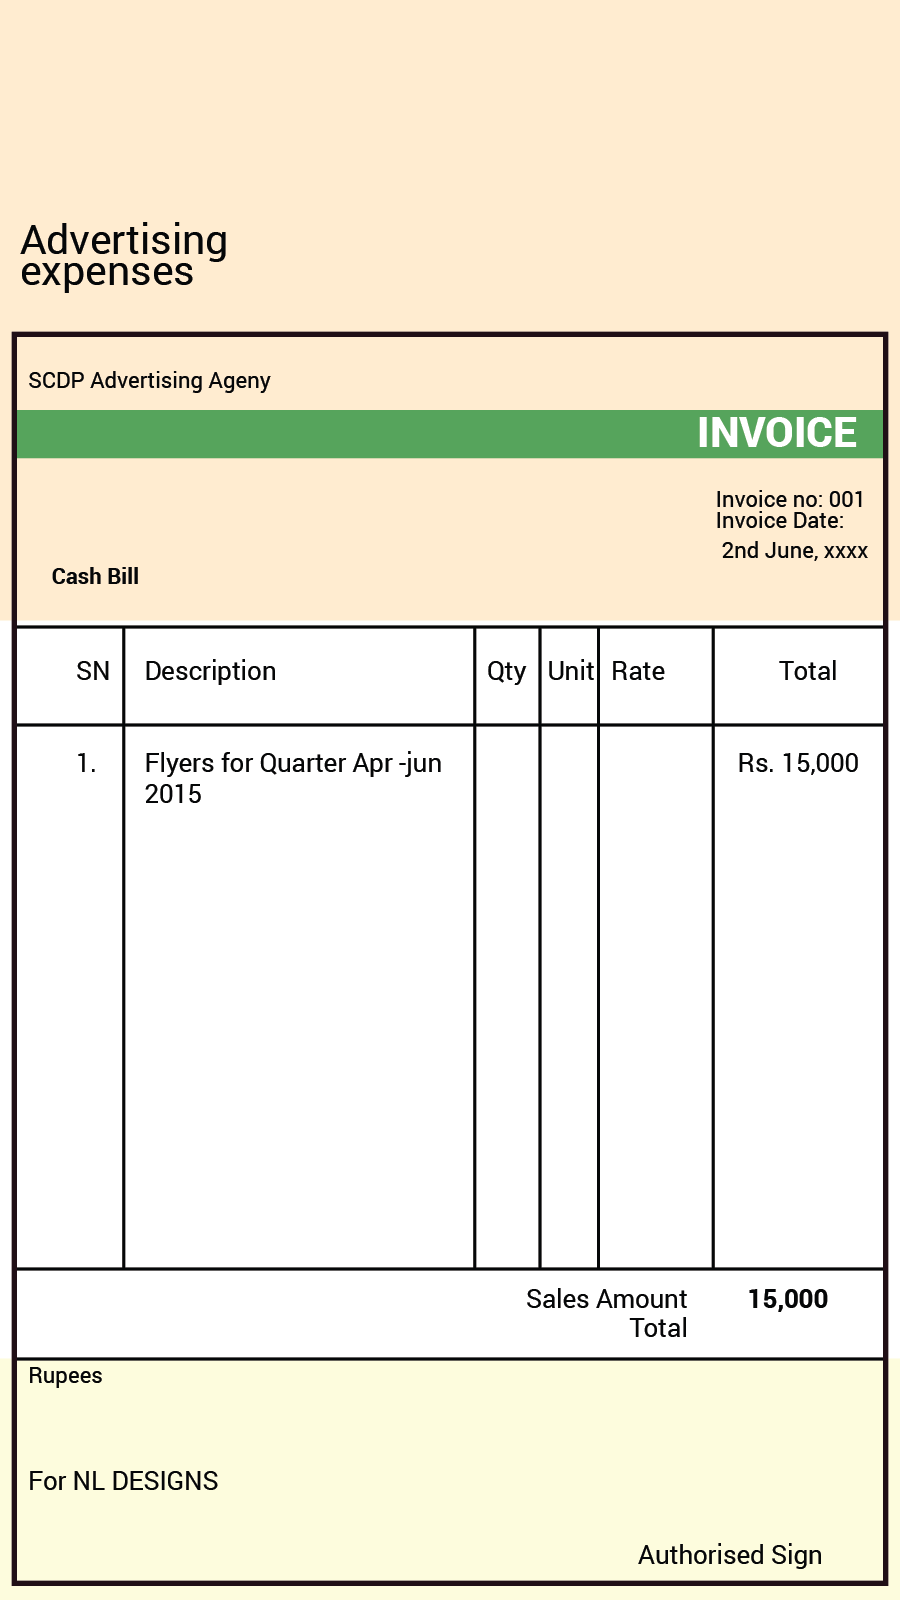 Advertising
expenses
SCDP Advertising Ageny
INVOICE
Invoice no: 001
Invoice Date:
2nd June, xxxx
Cash Bill
SN Description Qty Unit Rate Total
1. Flyers for Quarter Apr -jun Rs. 15,000
2015
Sales Amount 15,000
Total
Rupees
For NL DESIGNS
Authorised Sign